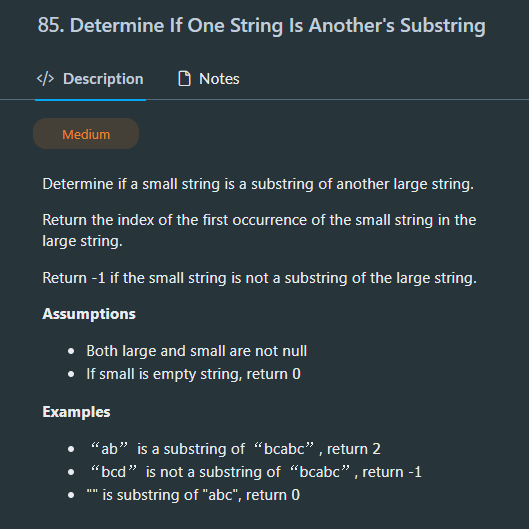 85. Determine If One String Is Another's Substring
</> Description Notes
Medium
Determine if a small string is a substring of another large string.
Return the index of the first occurrence of the small string in the
large string.
Return -1 if the small string is not a substring of the large string.
Assumptions
• Both large and small are not null
• If small is empty string, return 0
Examples
• “ab” is a substring of “bcabc”, return 2
• “bcd” is not a substring of “bcabc”, return -1
• "" is substring of "abc", return 0